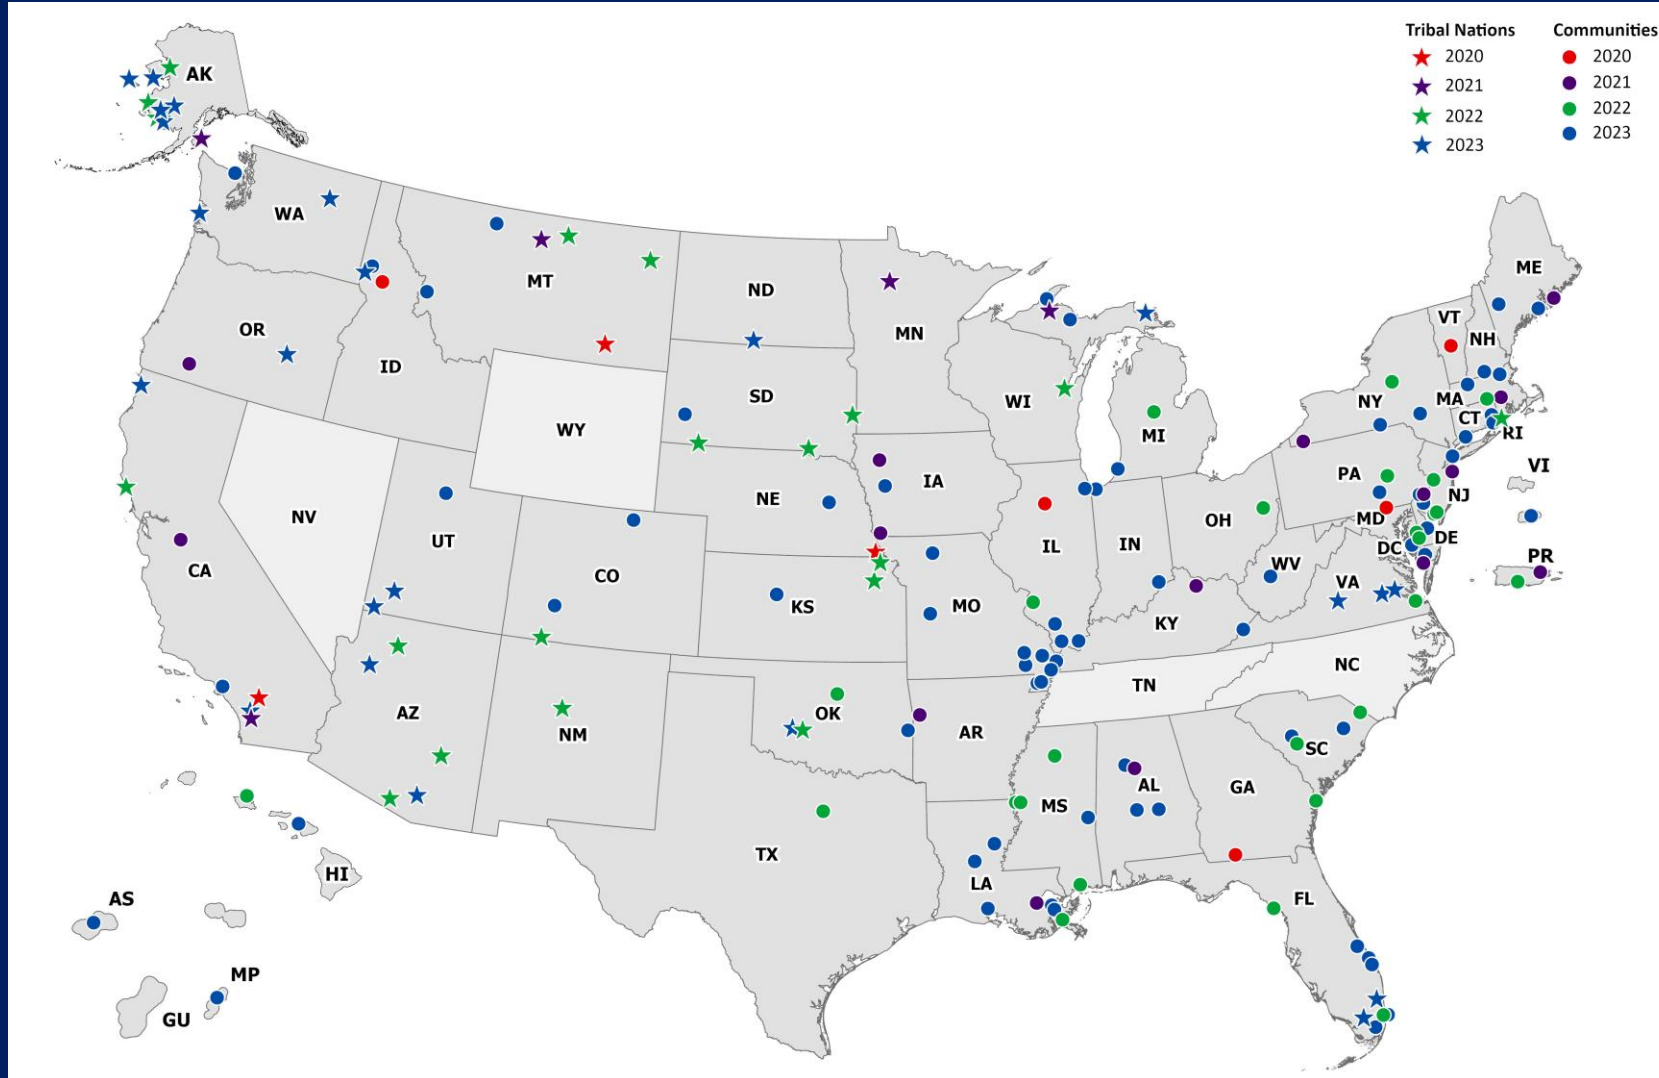 Tribal Nations
2020
2021
2022
2023
Communities
2020
2021
2022
2023
AK
WA
MT
ND
MN
ME
VT
NH
OR
ID
SD
WI
MI
NY
MA
CT
RI
WY
IA
NE
PA
NJ
VI
NV
UT
CO
IL
IN
OH
MD
DE
DC
WV
VA
PR
CA
KS
MO
KY
NC
TN
AZ
NM
OK
AR
SC
MS
AL
GA
TX
LA
FL
HI
AS
MP
GU